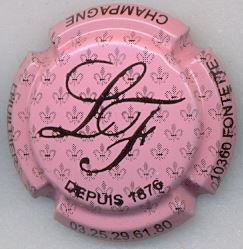 CHAMPAGNE
LF
DEPUIS 1876
10360 FONTETTE
03.25.29.61.80